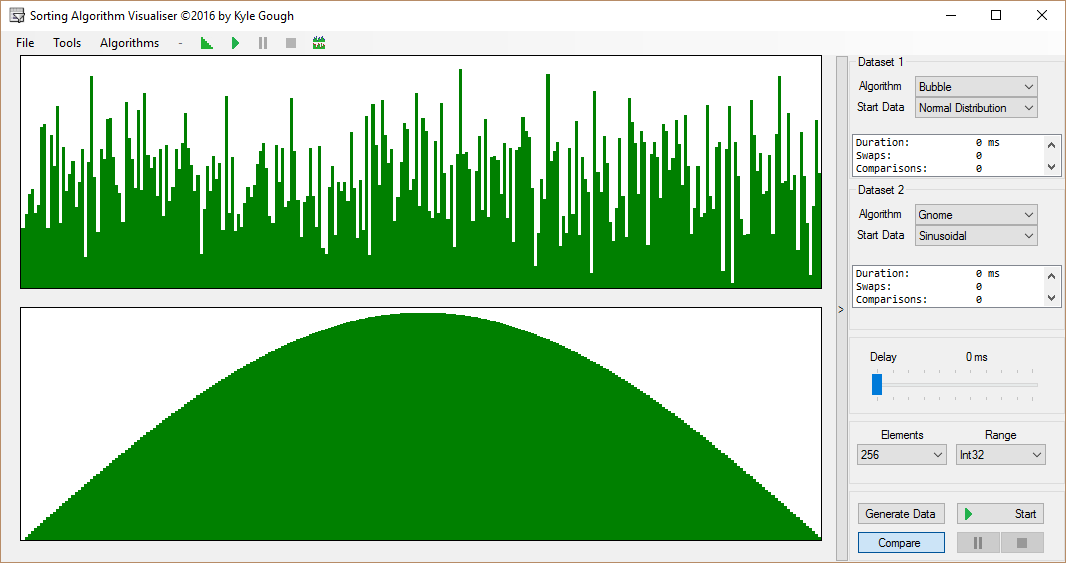 Sorting Algorithm Visualiser ©2016 by Kyle Gough
File Tools Algorithms -
Dataset 1
Algorithm Bubble
Start Data Normal Distribution
Duration: 0 ms
Swaps: 0
Comparisons: 0
Dataset 2
Algorithm Gnome
Start Data Sinusoidal
Duration: 0 ms
Swaps: 0
Comparisons: 0
>
Delay 0 ms
Elements Range
256 Int32
Generate Data Start
Compare